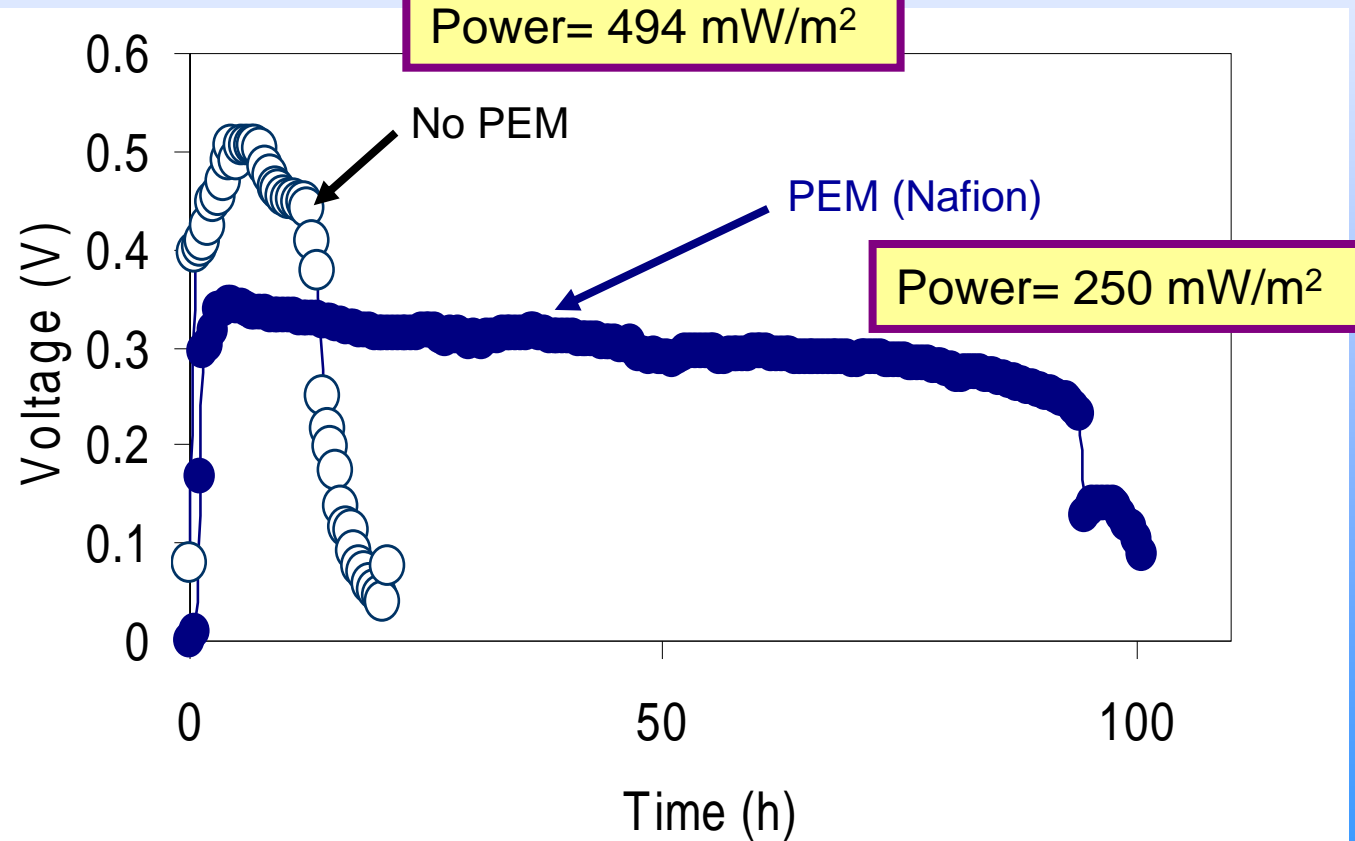 Power= 494 mW/m²
0.6
No PEM
0.5
PEM (Nafion)
0.4
Power= 250 mW/m²
0.3
0.2
0.1
0
Voltage (V)
0 50 100
Time (h)